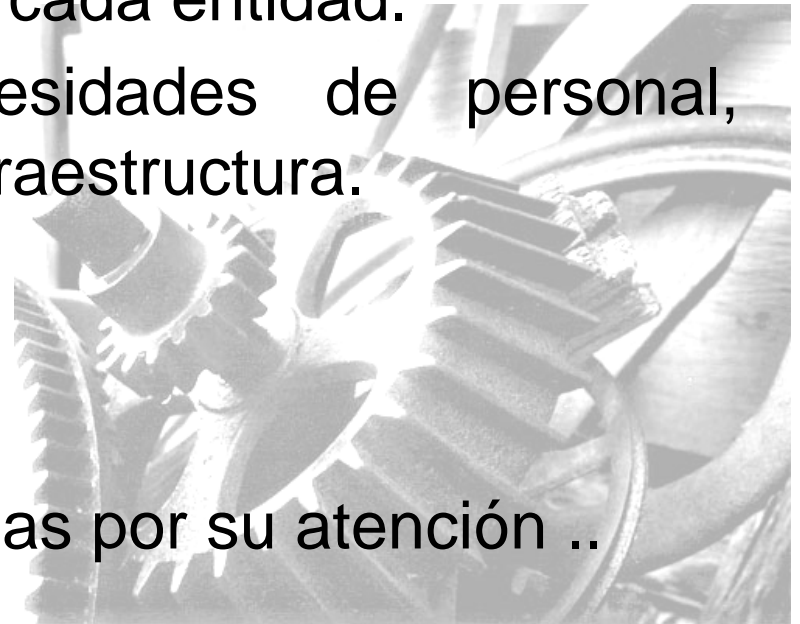 cada entidad.
esidades de personal,
raestructura.
as por su atención ..